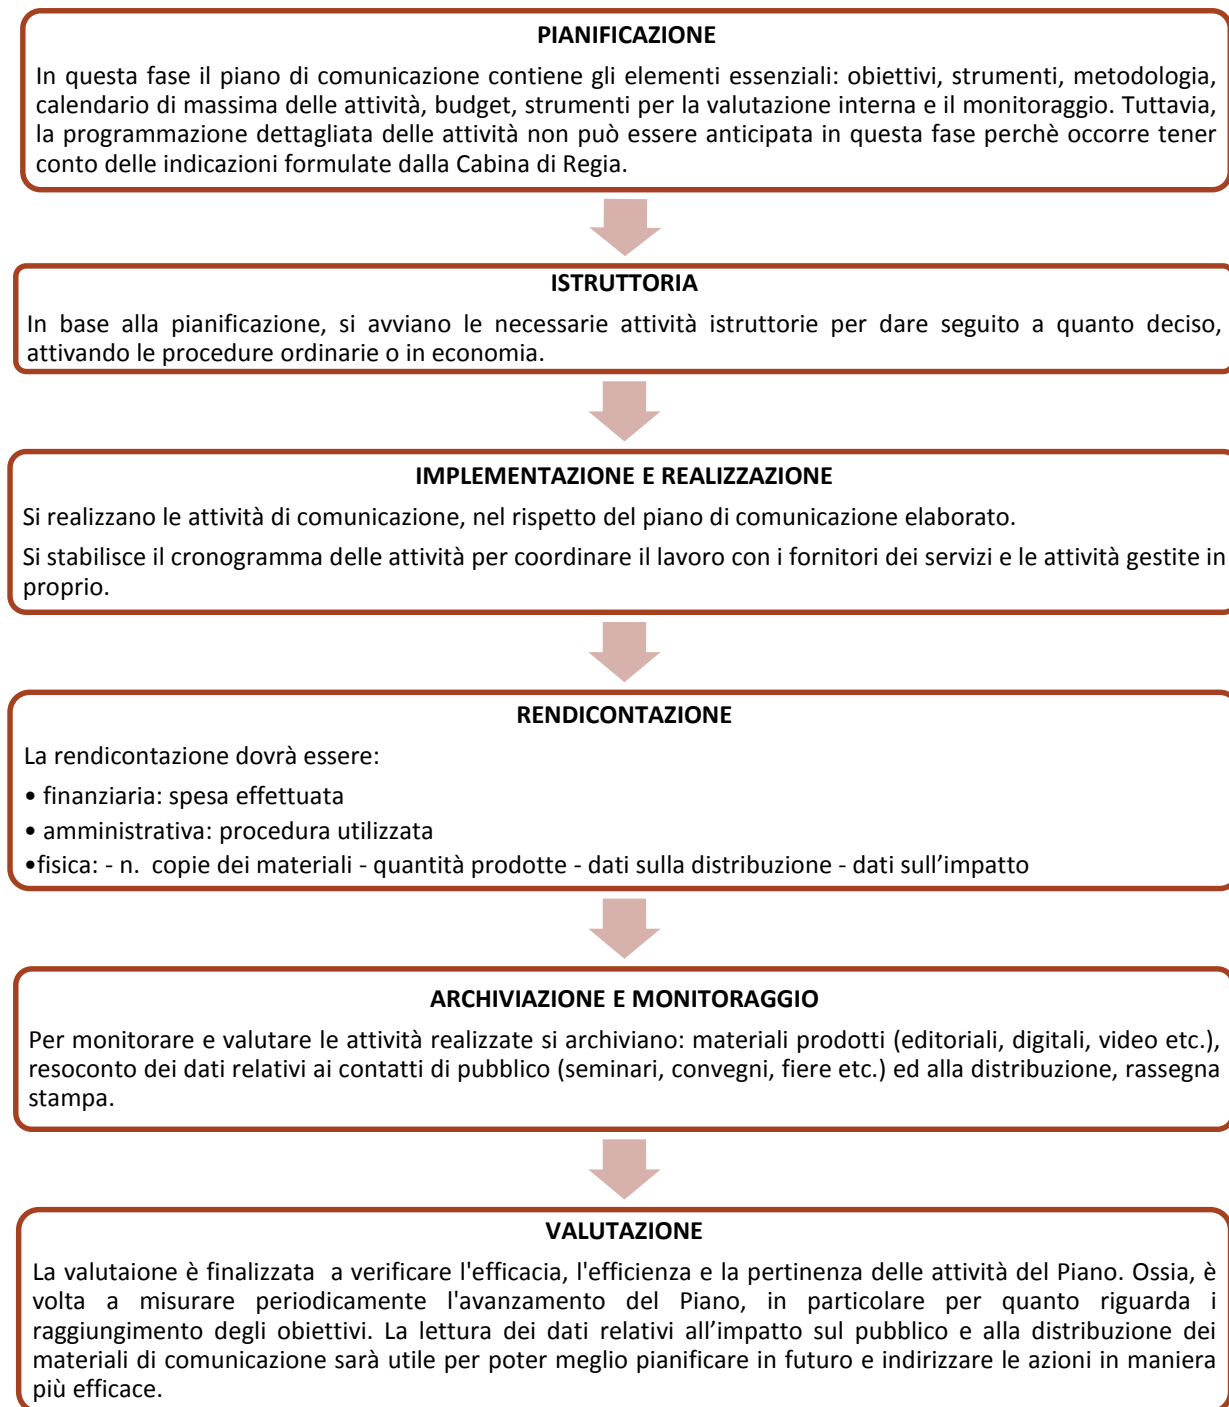 PIANIFICAZIONE
In questa fase il piano di comunicazione contiene gli elementi essenziali: obiettivi, strumenti, metodologia,
calendario di massima delle attività, budget, strumenti per la valutazione interna e il monitoraggio. Tuttavia,
la programmazione dettagliata delle attività non può essere anticipata in questa fase perchè occorre tener
conto delle indicazioni formulate dalla Cabina di Regia.
ISTRUTTORIA
In base alla pianificazione, si avviano le necessarie attività istruttorie per dare seguito a quanto deciso,
attivando le procedure ordinarie o in economia.
IMPLEMENTAZIONE E REALIZZAZIONE
Si realizzano le attività di comunicazione, nel rispetto del piano di comunicazione elaborato.
Si stabilisce il cronogramma delle attività per coordinare il lavoro con i fornitori dei servizi e le attività gestite in
proprio.
RENDICONTAZIONE
La rendicontazione dovrà essere:
• finanziaria: spesa effettuata
• amministrativa: procedura utilizzata
•fisica: - n. copie dei materiali - quantità prodotte - dati sulla distribuzione - dati sull’impatto
ARCHIVIAZIONE E MONITORAGGIO
Per monitorare e valutare le attività realizzate si archiviano: materiali prodotti (editoriali, digitali, video etc.),
resoconto dei dati relativi ai contatti di pubblico (seminari, convegni, fiere etc.) ed alla distribuzione, rassegna
stampa.
VALUTAZIONE
La valutaione è finalizzata a verificare l'efficacia, l'efficienza e la pertinenza delle attività del Piano. Ossia, è
volta a misurare periodicamente l'avanzamento del Piano, in particolare per quanto riguarda i
raggiungimento degli obiettivi. La lettura dei dati relativi all’impatto sul pubblico e alla distribuzione dei
materiali di comunicazione sarà utile per poter meglio pianificare in futuro e indirizzare le azioni in maniera
più efficace.